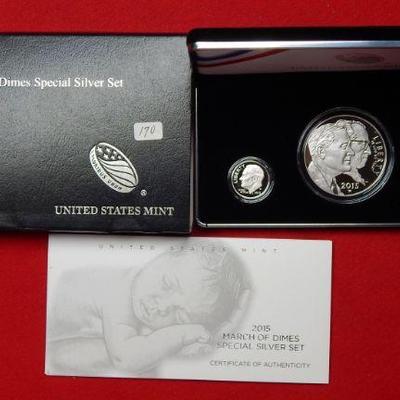 Dimes Special Silver Set
170
UNITED STATES MINT
LIBERTY
LIBERTY
2015
UNITED STATES MINT
2015
MARCH OF DIMES
SPECIAL SILVER SET
CERTIFICATE OF AUTHENTICITY